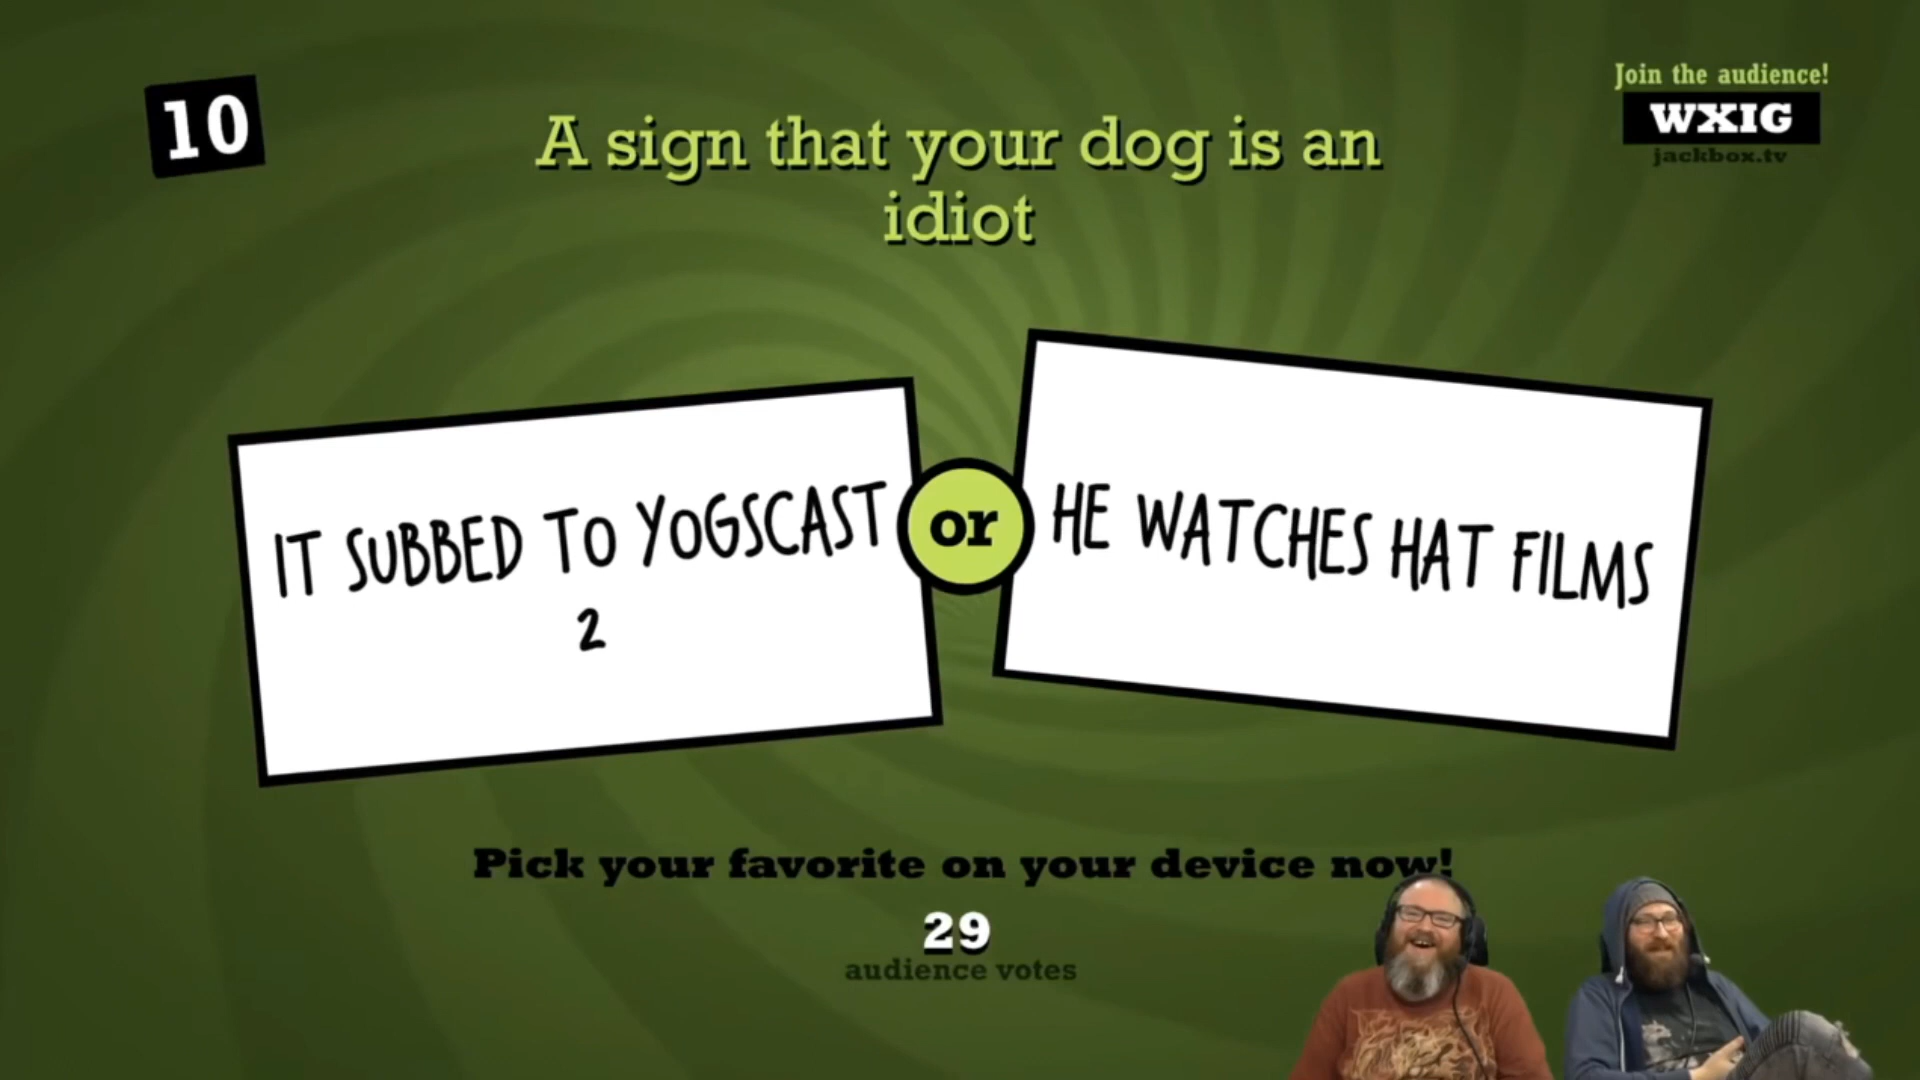 10
Join the audience!
WXIG
jackbox.tv
A sign that your dog is an
idiot
IT SUBBED TO YOGSCAST
2
or
HE WATCHES HAT FILMS
Pick your favorite on your device now!
29
audience votes